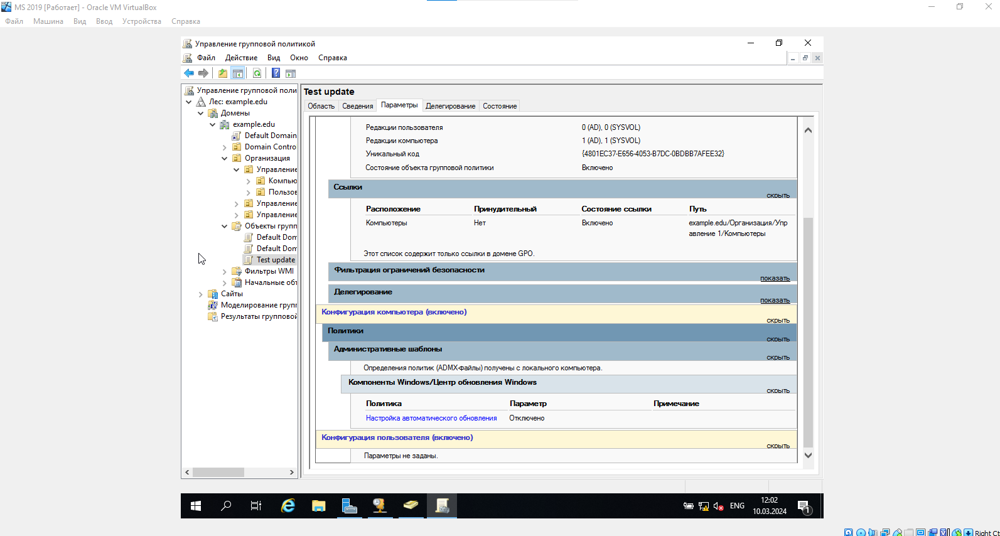 MS 2019 [Работает] - Oracle VM VirtualBox
Файл Машина Вид Ввод Устройства Справка
Управление групповой политикой
Файл Действие Вид Окно Справка
Управление групповой поли
Лес: example.edu
Домены
example.edu
Default Domain
Domain Contro
Организация
Управление
Компью
Пользов
Управление
Управление
Объекты групп
Default Dom
Default Dom
Test update
Фильтры WMI
Начальные объ
Сайты
Моделирование групп
Результаты групповой
Test update
Область Сведения Параметры Делегирование Состояние
Редакции пользователя 0 (AD), 0 (SYSVOL)
Редакции компьютера 1 (AD), 1 (SYSVOL)
Уникальный код {4801EC37-E656-4053-B7DC-0BDBB7AFEE32}
Состояние объекта групповой политики Включено
Ссылки скрыть
Расположение Принудительный Состояние ссылки Путь
Компьютеры Нет Включено example.edu/Организация/Упр
авление 1/Компьютеры
Этот список содержит только ссылки в домене GPO.
Фильтрация ограничений безопасности показать
Делегирование показать
Конфигурация компьютера (включено) скрыть
Политики скрыть
Административные шаблоны скрыть
Определения политик (ADMX-файлы) получены с локального компьютера.
Компоненты Windows/Центр обновления Windows скрыть
Политика Параметр Примечание
Настройка автоматического обновления Отключено
Конфигурация пользователя (включено) скрыть
Параметры не заданы.
ENG
12:02
10.03.2024
1
Right Ct